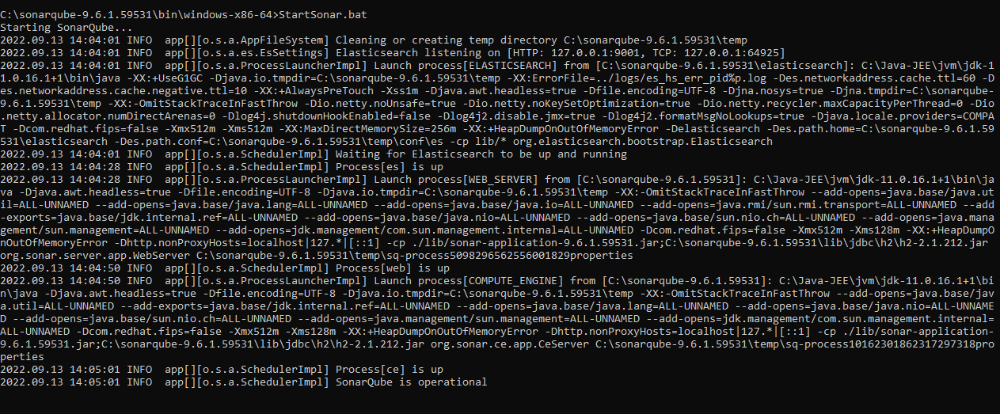 C:\sonarqube-9.6.1.59531\bin\windows-x86-64>StartSonar.bat
Starting SonarQube...
2022.09.13 14:04:01 INFO  app[][o.s.a.AppFileSystem] Cleaning or creating temp directory C:\sonarqube-9.6.1.59531\temp
2022.09.13 14:04:01 INFO  app[][o.s.a.es.EsSettings] Elasticsearch listening on [HTTP: 127.0.0.1:9001, TCP: 127.0.0.1:64925]
2022.09.13 14:04:01 INFO  app[][o.s.a.ProcessLauncherImpl] Launch process[ELASTICSEARCH] from [C:\sonarqube-9.6.1.59531\elasticsearch]: C:\Java-JEE\jvm\jdk-1
1.0.16.1+1\bin\java -XX:+UseG1GC -Djava.io.tmpdir=C:\sonarqube-9.6.1.59531\temp -XX:ErrorFile=../logs/es_hs_err_pid%p.log -Des.networkaddress.cache.ttl=60 -D
es.networkaddress.cache.negative.ttl=10 -XX:+AlwaysPreTouch -Xss1m -Djava.awt.headless=true -Dfile.encoding=UTF-8 -Djna.nosys=true -Djna.tmpdir=C:\sonarqube-
9.6.1.59531\temp -XX:-OmitStackTraceInFastThrow -Dio.netty.noUnsafe=true -Dio.netty.noKeySetOptimization=true -Dio.netty.recycler.maxCapacityPerThread=0 -Dio
.netty.allocator.numDirectArenas=0 -Dlog4j.shutdownHookEnabled=false -Dlog4j2.disable.jmx=true -Dlog4j2.formatMsgNoLookups=true -Djava.locale.providers=COMPA
T -Dcom.redhat.fips=false -Xmx512m -Xms512m -XX:MaxDirectMemorySize=256m -XX:+HeapDumpOnOutOfMemoryError -Delasticsearch -Des.path.home=C:\sonarqube-9.6.1.59
531\elasticsearch -Des.path.conf=C:\sonarqube-9.6.1.59531\temp\conf\es -cp lib/* org.elasticsearch.bootstrap.Elasticsearch
2022.09.13 14:04:01 INFO  app[][o.s.a.SchedulerImpl] Waiting for Elasticsearch to be up and running
2022.09.13 14:04:28 INFO  app[][o.s.a.SchedulerImpl] Process[es] is up
2022.09.13 14:04:28 INFO  app[][o.s.a.ProcessLauncherImpl] Launch process[WEB_SERVER] from [C:\sonarqube-9.6.1.59531]: C:\Java-JEE\jvm\jdk-11.0.16.1+1\bin\ja
va -Djava.awt.headless=true -Dfile.encoding=UTF-8 -Djava.io.tmpdir=C:\sonarqube-9.6.1.59531\temp -XX:-OmitStackTraceInFastThrow --add-opens=java.base/java.ut
il=ALL-UNNAMED --add-opens=java.base/java.lang=ALL-UNNAMED --add-opens=java.base/java.io=ALL-UNNAMED --add-opens=java.rmi/sun.rmi.transport=ALL-UNNAMED --add
-exports=java.base/jdk.internal.ref=ALL-UNNAMED --add-opens=java.base/java.nio=ALL-UNNAMED --add-opens=java.base/sun.nio.ch=ALL-UNNAMED --add-opens=java.mana
gement/sun.management=ALL-UNNAMED --add-opens=jdk.management/com.sun.management.internal=ALL-UNNAMED -Dcom.redhat.fips=false -Xmx512m -Xms128m -XX:+HeapDumpO
nOutOfMemoryError -Dhttp.nonProxyHosts=localhost|127.*|[::1] -cp ./lib/sonar-application-9.6.1.59531.jar;C:\sonarqube-9.6.1.59531\lib\jdbc\h2\h2-2.1.212.jar
org.sonar.server.app.WebServer C:\sonarqube-9.6.1.59531\temp\sq-process5098296562556001829properties
2022.09.13 14:04:50 INFO  app[][o.s.a.SchedulerImpl] Process[web] is up
2022.09.13 14:04:50 INFO  app[][o.s.a.ProcessLauncherImpl] Launch process[COMPUTE_ENGINE] from [C:\sonarqube-9.6.1.59531]: C:\Java-JEE\jvm\jdk-11.0.16.1+1\bi
n\java -Djava.awt.headless=true -Dfile.encoding=UTF-8 -Djava.io.tmpdir=C:\sonarqube-9.6.1.59531\temp -XX:-OmitStackTraceInFastThrow --add-opens=java.base/jav
a.util=ALL-UNNAMED --add-exports=java.base/jdk.internal.ref=ALL-UNNAMED --add-opens=java.base/java.lang=ALL-UNNAMED --add-opens=java.base/java.nio=ALL-UNNAME
D --add-opens=java.base/sun.nio.ch=ALL-UNNAMED --add-opens=java.management/sun.management=ALL-UNNAMED --add-opens=jdk.management/com.sun.management.internal=
ALL-UNNAMED -Dcom.redhat.fips=false -Xmx512m -Xms128m -XX:+HeapDumpOnOutOfMemoryError -Dhttp.nonProxyHosts=localhost|127.*|[::1] -cp ./lib/sonar-application-
9.6.1.59531.jar;C:\sonarqube-9.6.1.59531\lib\jdbc\h2\h2-2.1.212.jar org.sonar.ce.app.CeServer C:\sonarqube-9.6.1.59531\temp\sq-process10162301862317297318pro
perties
2022.09.13 14:05:01 INFO  app[][o.s.a.SchedulerImpl] Process[ce] is up
2022.09.13 14:05:01 INFO  app[][o.s.a.SchedulerImpl] SonarQube is operational